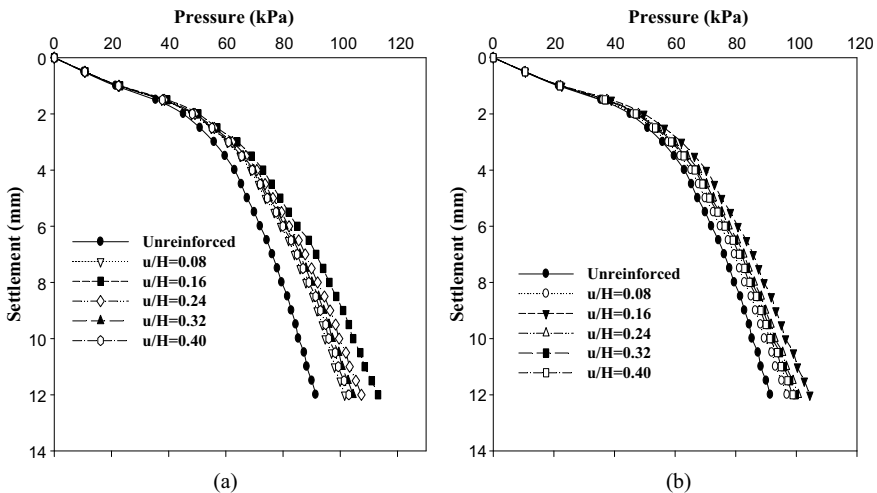 Pressure (kPa)
0 20 40 60 80 100 120
Settlement (mm)
0
2
4
6
8
10
12
14
Unreinforced
u/H=0.08
u/H=0.16
u/H=0.24
u/H=0.32
u/H=0.40
(a)
Pressure (kPa)
0 20 40 60 80 100 120
Settlement (mm)
0
2
4
6
8
10
12
14
Unreinforced
u/H=0.08
u/H=0.16
u/H=0.24
u/H=0.32
u/H=0.40
(b)